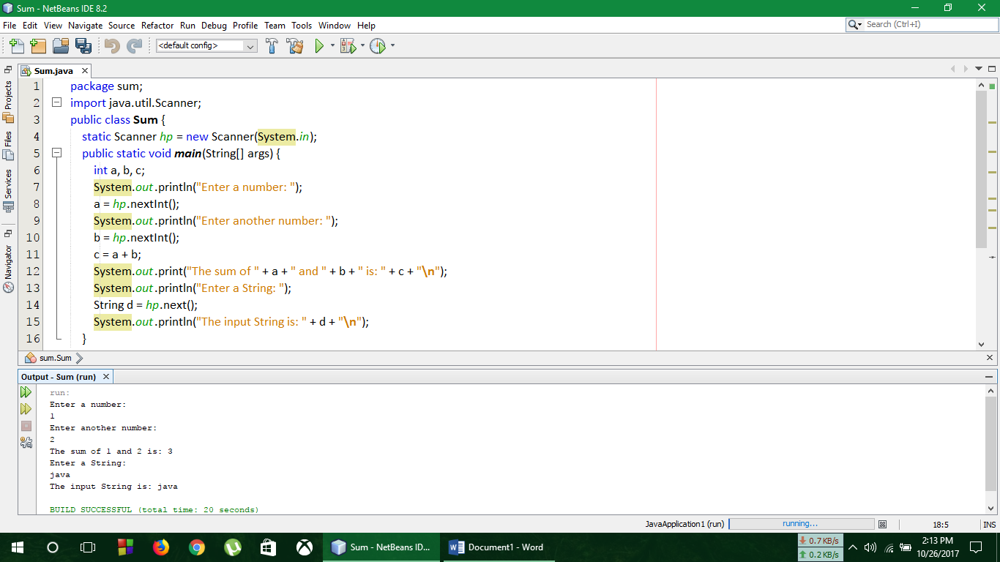 Sum - NetBeans IDE 8.2
File Edit View Navigate Source Refactor Run Debug Profile Team Tools Window Help
Search (Ctrl+I)
<default config>
Sum.java
Projects
Files
Services
Navigator
1 package sum;
2 import java.util.Scanner;
3 public class Sum {
4 static Scanner hp = new Scanner(System.in);
5 public static void main(String[] args) {
6 int a, b, c;
7 System.out.println("Enter a number: ");
8 a = hp.nextInt();
9 System.out.println("Enter another number: ");
10 b = hp.nextInt();
11 c = a + b;
12 System.out.print("The sum of " + a + " and " + b + " is: " + c + "\n");
13 System.out.println("Enter a String: ");
14 String d = hp.next();
15 System.out.println("The input String is: " + d + "\n");
16 }
sum.Sum
Output - Sum (run)
run:
Enter a number:
1
Enter another number:
2
The sum of 1 and 2 is: 3
Enter a String:
java
The input String is: java
BUILD SUCCESSFUL (total time: 20 seconds)
JavaApplication1 (run) running... 18:5 INS
Sum - NetBeans ID...
Document1 - Word
0.7 KB/s
0.2 KB/s
2:13 PM
10/26/2017